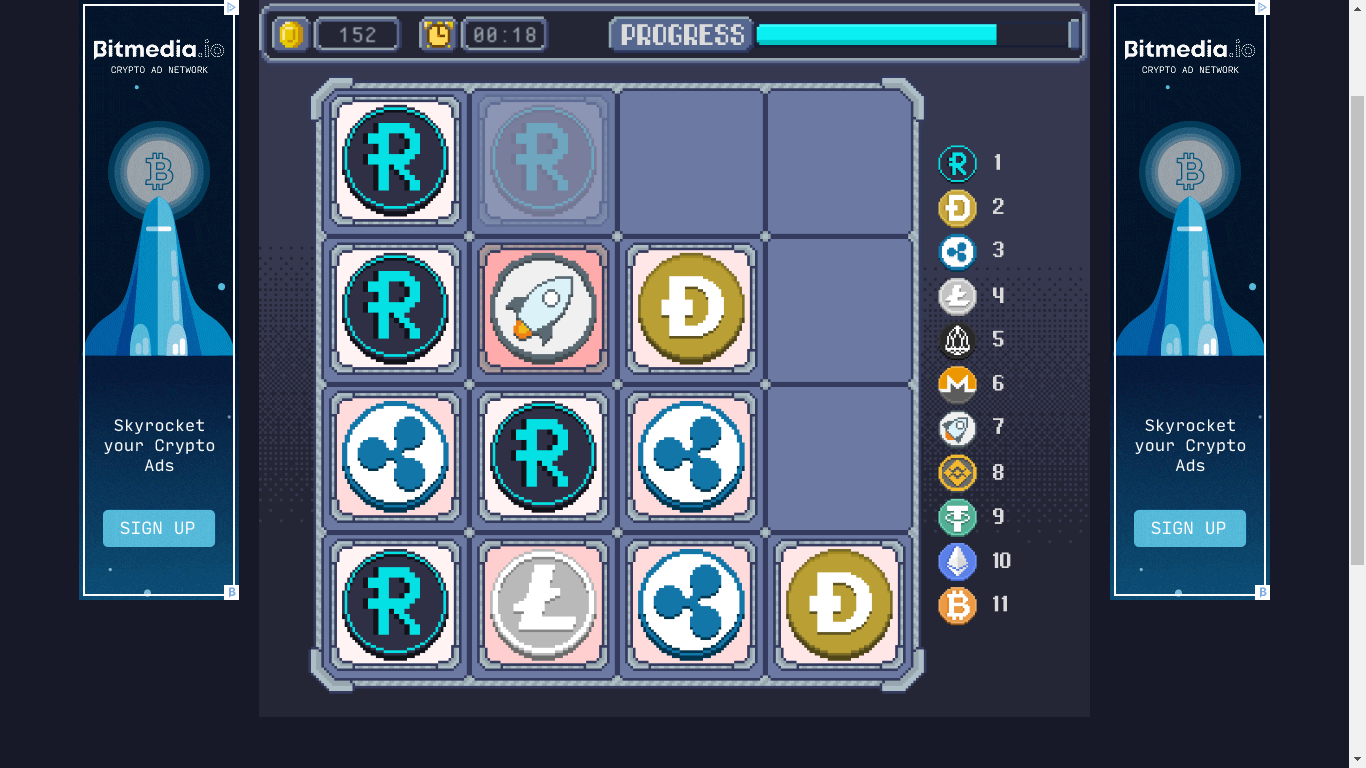 152
00:18
PROGRESS
Bitmedia.io
CRYPTO AD NETWORK
Skyrocket
your Crypto
Ads
SIGN UP
B
1
2
3
4
5
6
7
8
9
10
11
Bitmedia.io
CRYPTO AD NETWORK
Skyrocket
your Crypto
Ads
SIGN UP
B